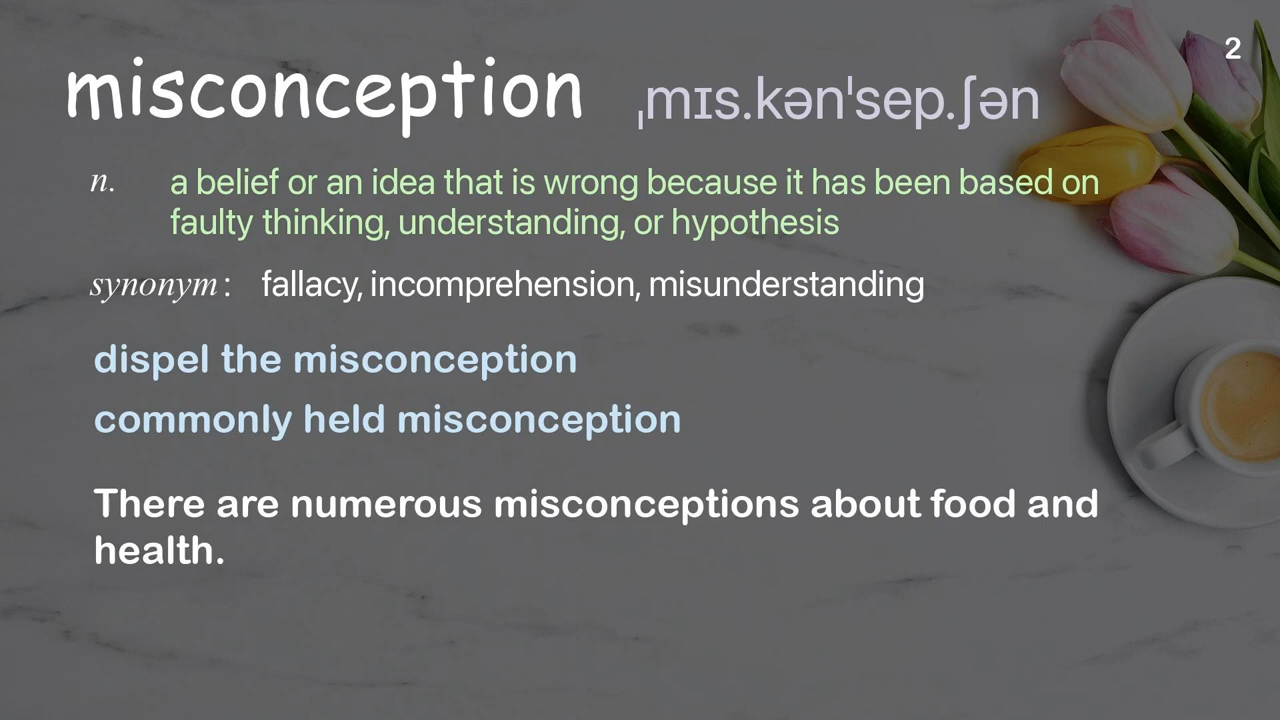 2
misconception ˌmɪs.kənˈsep.ʃən
n. a belief or an idea that is wrong because it has been based on
faulty thinking, understanding, or hypothesis
synonym: fallacy, incomprehension, misunderstanding
dispel the misconception
commonly held misconception
There are numerous misconceptions about food and
health.